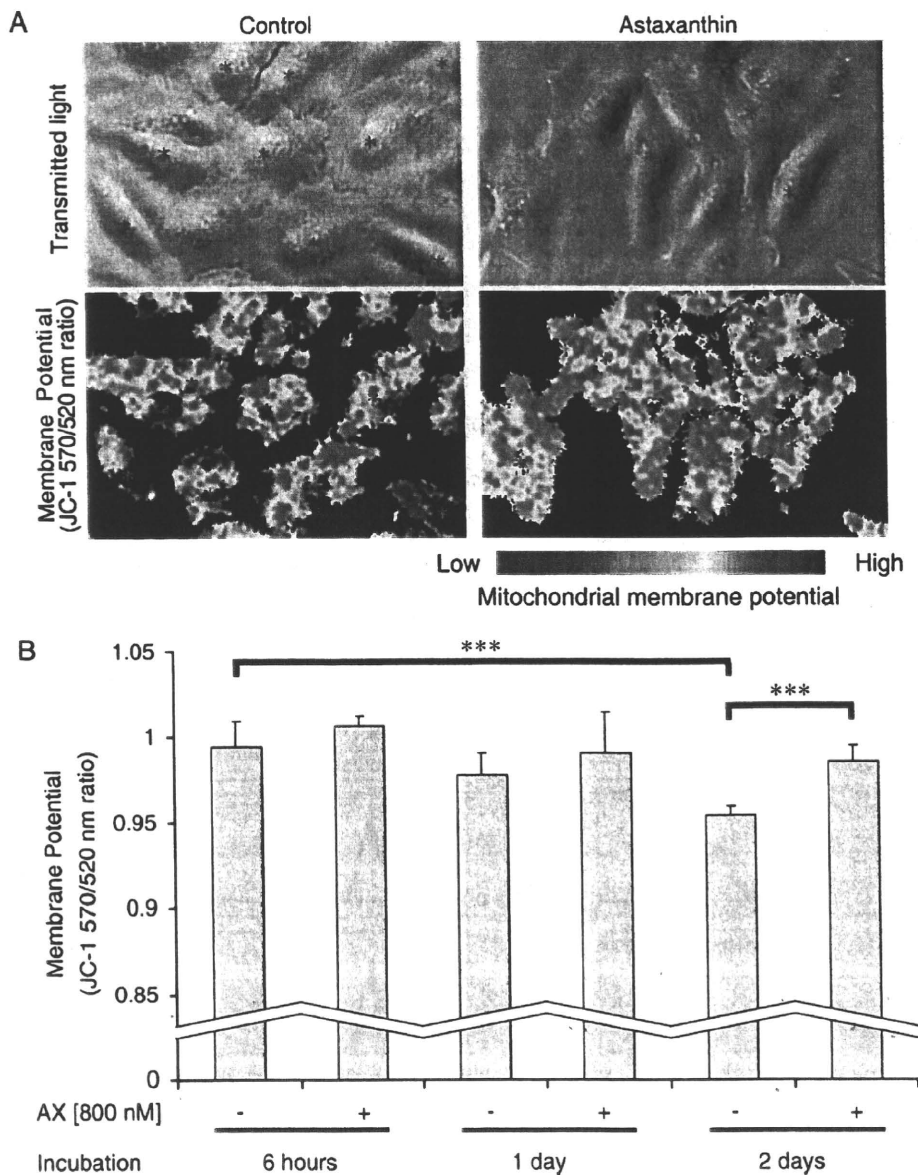 A
Control
Astaxanthin
Transmitted light
Membrane Potential
(JC-1 570/520 nm ratio)
Low
High
Mitochondrial membrane potential
B
1.05
1
0.95
0.9
0.85
0
Membrane Potential
(JC-1 570/520 nm ratio)
***
***
AX [800 nM]
- + - + - +
Incubation
6 hours
1 day
2 days